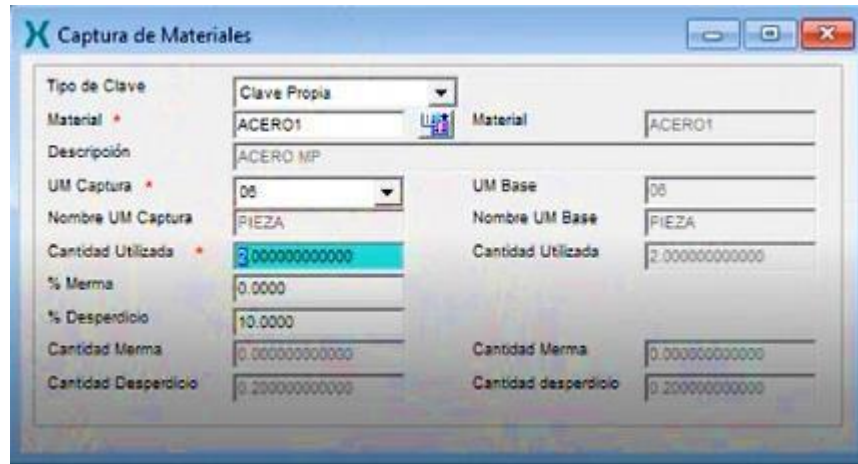 Captura de Materiales
Tipo de Clave Clave Propia
Material * ACERO1 Material ACERO1
Descripción ACERO MP
UM Captura * 06 UM Base 06
Nombre UM Captura PIEZA Nombre UM Base PIEZA
Cantidad Utilizada * 2.000000000000 Cantidad Utilizada 2.000000000000
% Merma 0.0000
% Desperdicio 10.0000
Cantidad Merma 0.000000000000 Cantidad Merma 0.000000000000
Cantidad Desperdicio 0.200000000000 Cantidad desperdicio 0.200000000000